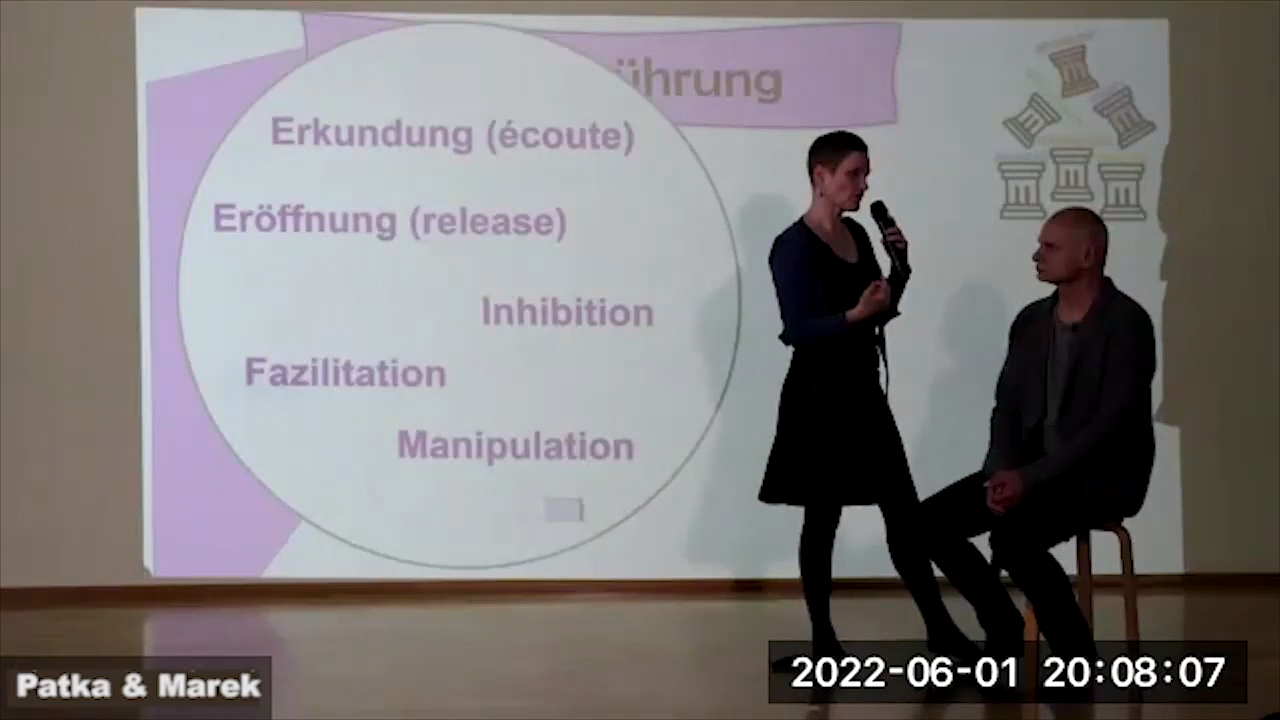 ührung
Erkundung (écoute)
Eröffnung (release)
Inhibition
Fazilitation
Manipulation
Patka & Marek
2022-06-01 20:08:07